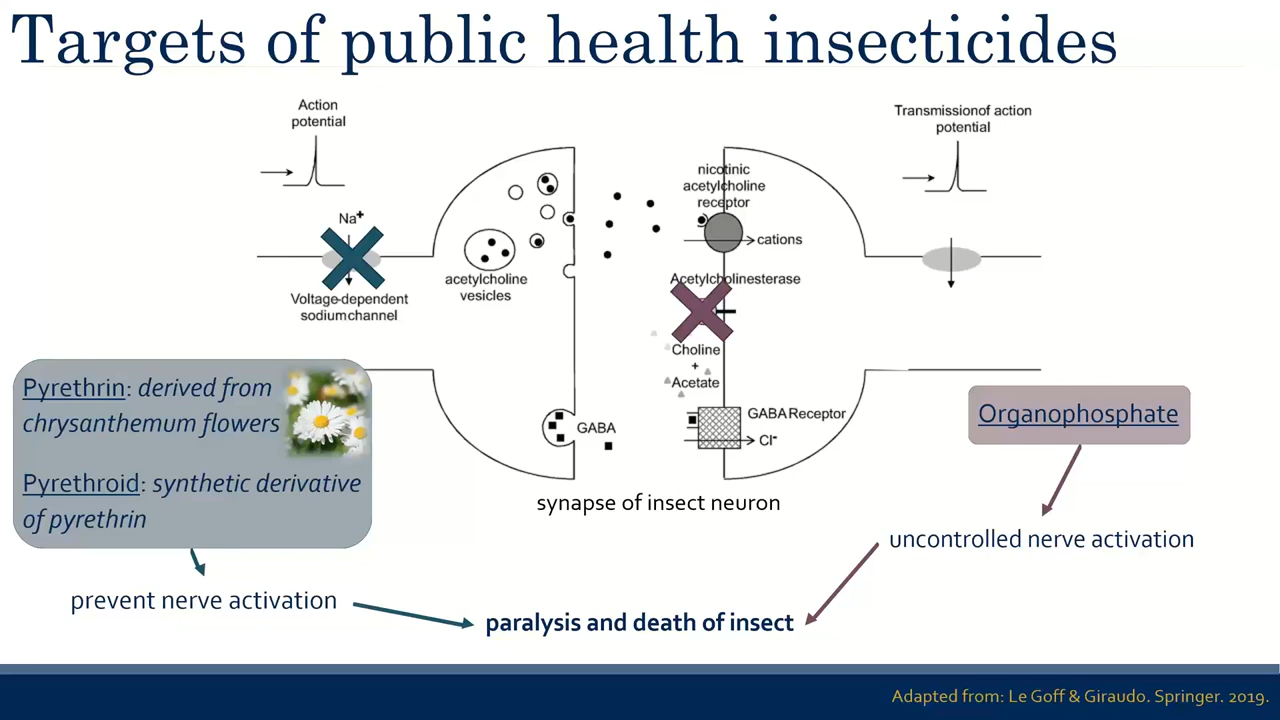 Targets of public health insecticides
Action
potential
Transmissionof action
potential
nicotinic
acetylcholine
receptor
Na+
cations
acetylcholine
vesicles
Acetylcholinesterase
Voltage-dependent
sodiumchannel
Choline
+
Acetate
GABA
GABA Receptor
Cl-
synapse of insect neuron
Pyrethrin: derived from
chrysanthemum flowers
Pyrethroid: synthetic derivative
of pyrethrin
Organophosphate
uncontrolled nerve activation
prevent nerve activation
paralysis and death of insect
Adapted from: Le Goff & Giraudo. Springer. 2019.